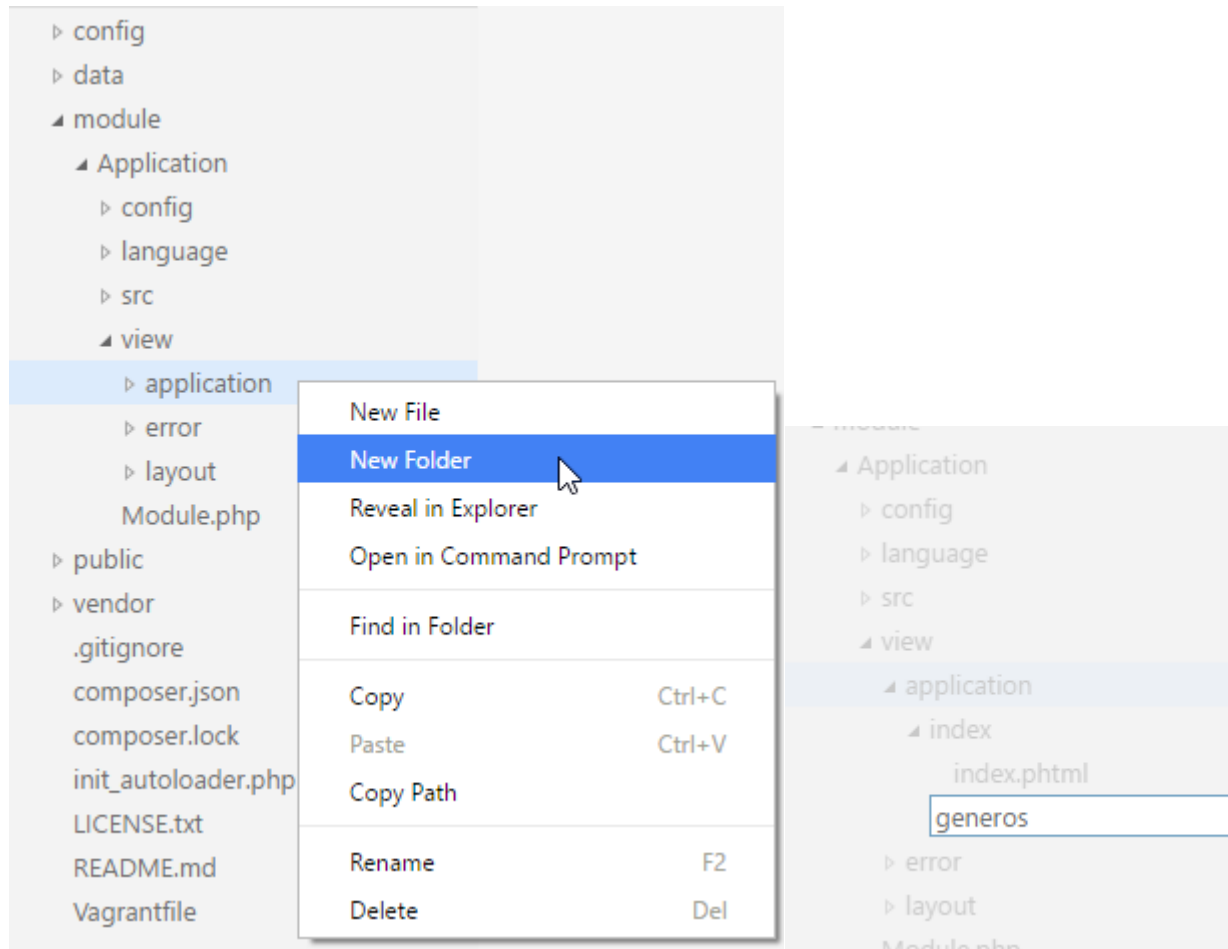 config
data
module
Application
config
language
src
view
application
error
layout
Module.php
public
vendor
.gitignore
composer.json
composer.lock
init_autoloader.php
LICENSE.txt
README.md
Vagrantfile
New File
New Folder
Reveal in Explorer
Open in Command Prompt
Find in Folder
Copy Ctrl+C
Paste Ctrl+V
Copy Path
Rename F2
Delete Del
module
Application
config
language
src
view
application
index
index.phtml
generos
error
layout
Module.php